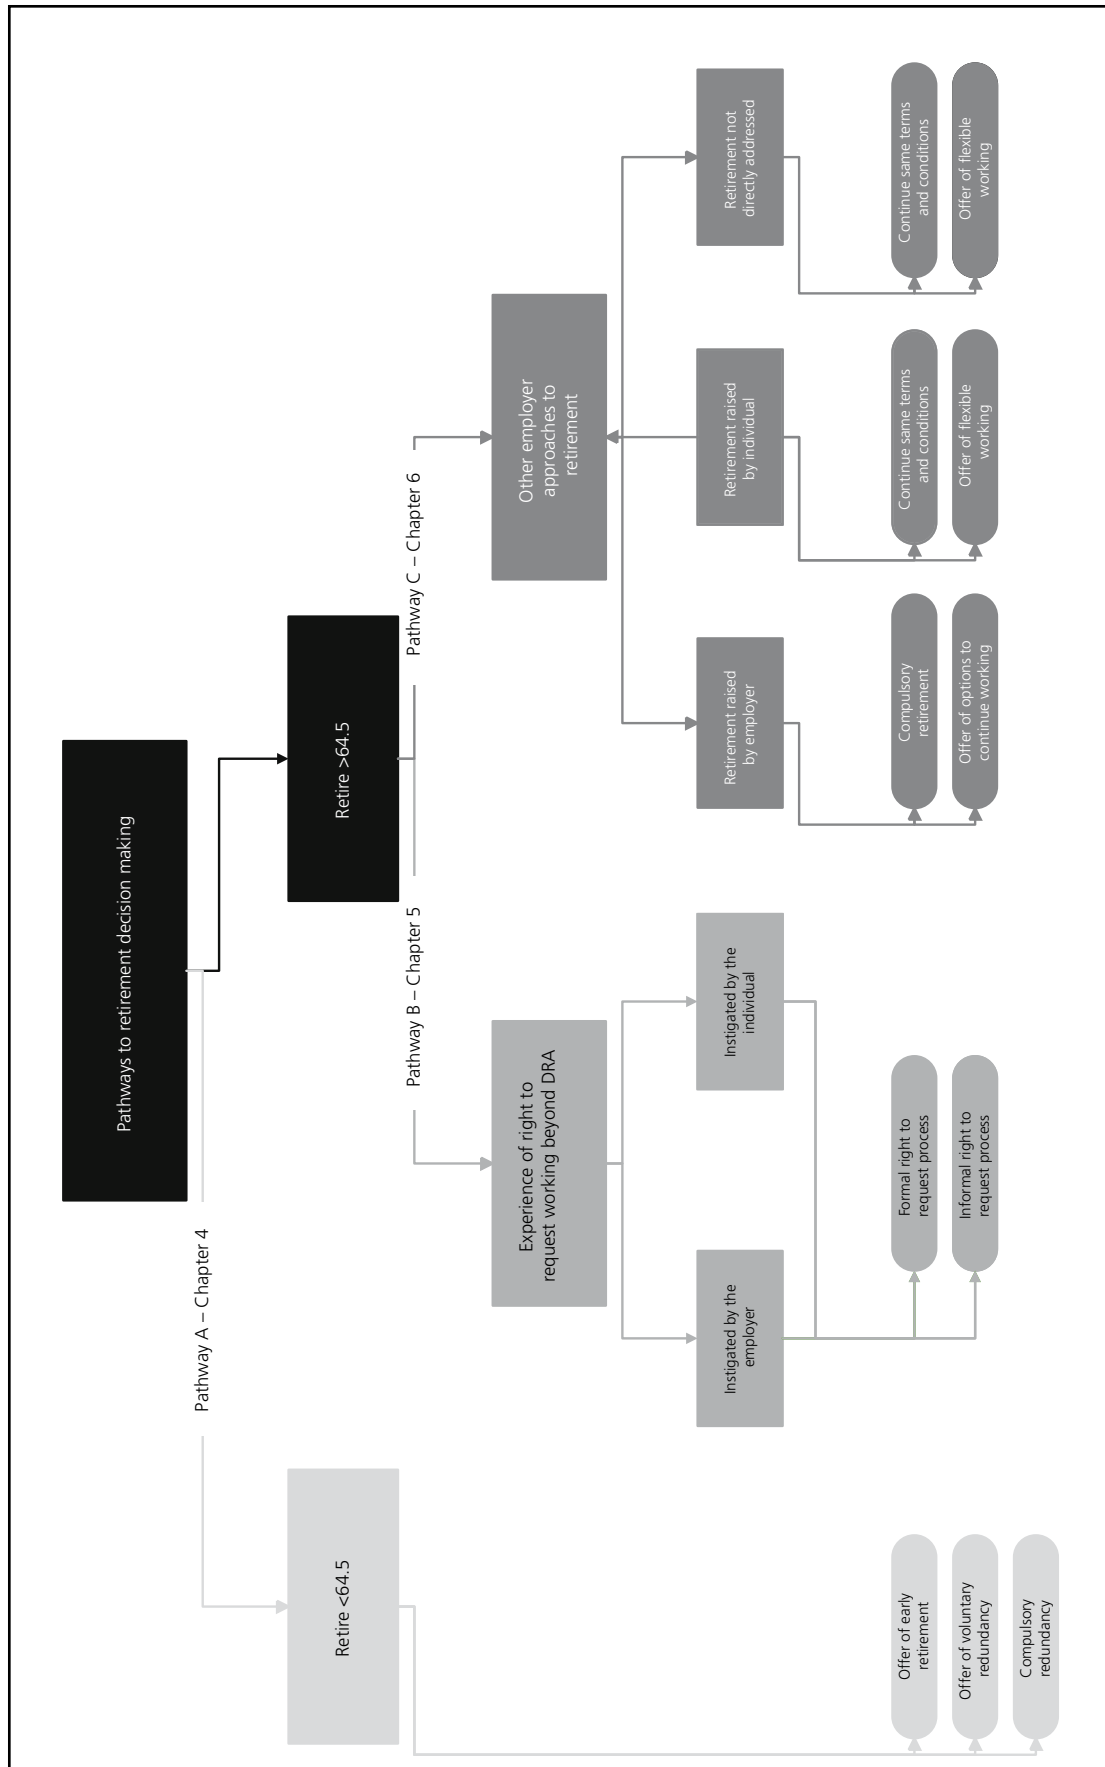 Pathways to retirement decision making
Pathway A – Chapter 4
Retire <64.5
Offer of early
retirement
Offer of voluntary
redundancy
Compulsory
redundancy
Retire >64.5
Pathway B – Chapter 5
Experience of right to
request working beyond DRA
Instigated by the
employer
Instigated by the
individual
Formal right to
request process
Informal right to
request process
Pathway C – Chapter 6
Other employer
approaches to
retirement
Retirement raised
by employer
Compulsory
retirement
Offer of options to
continue working
Retirement raised
by individual
Continue same terms
and conditions
Offer of flexible
working
Retirement not
directly addressed
Continue same terms
and conditions
Offer of flexible
working